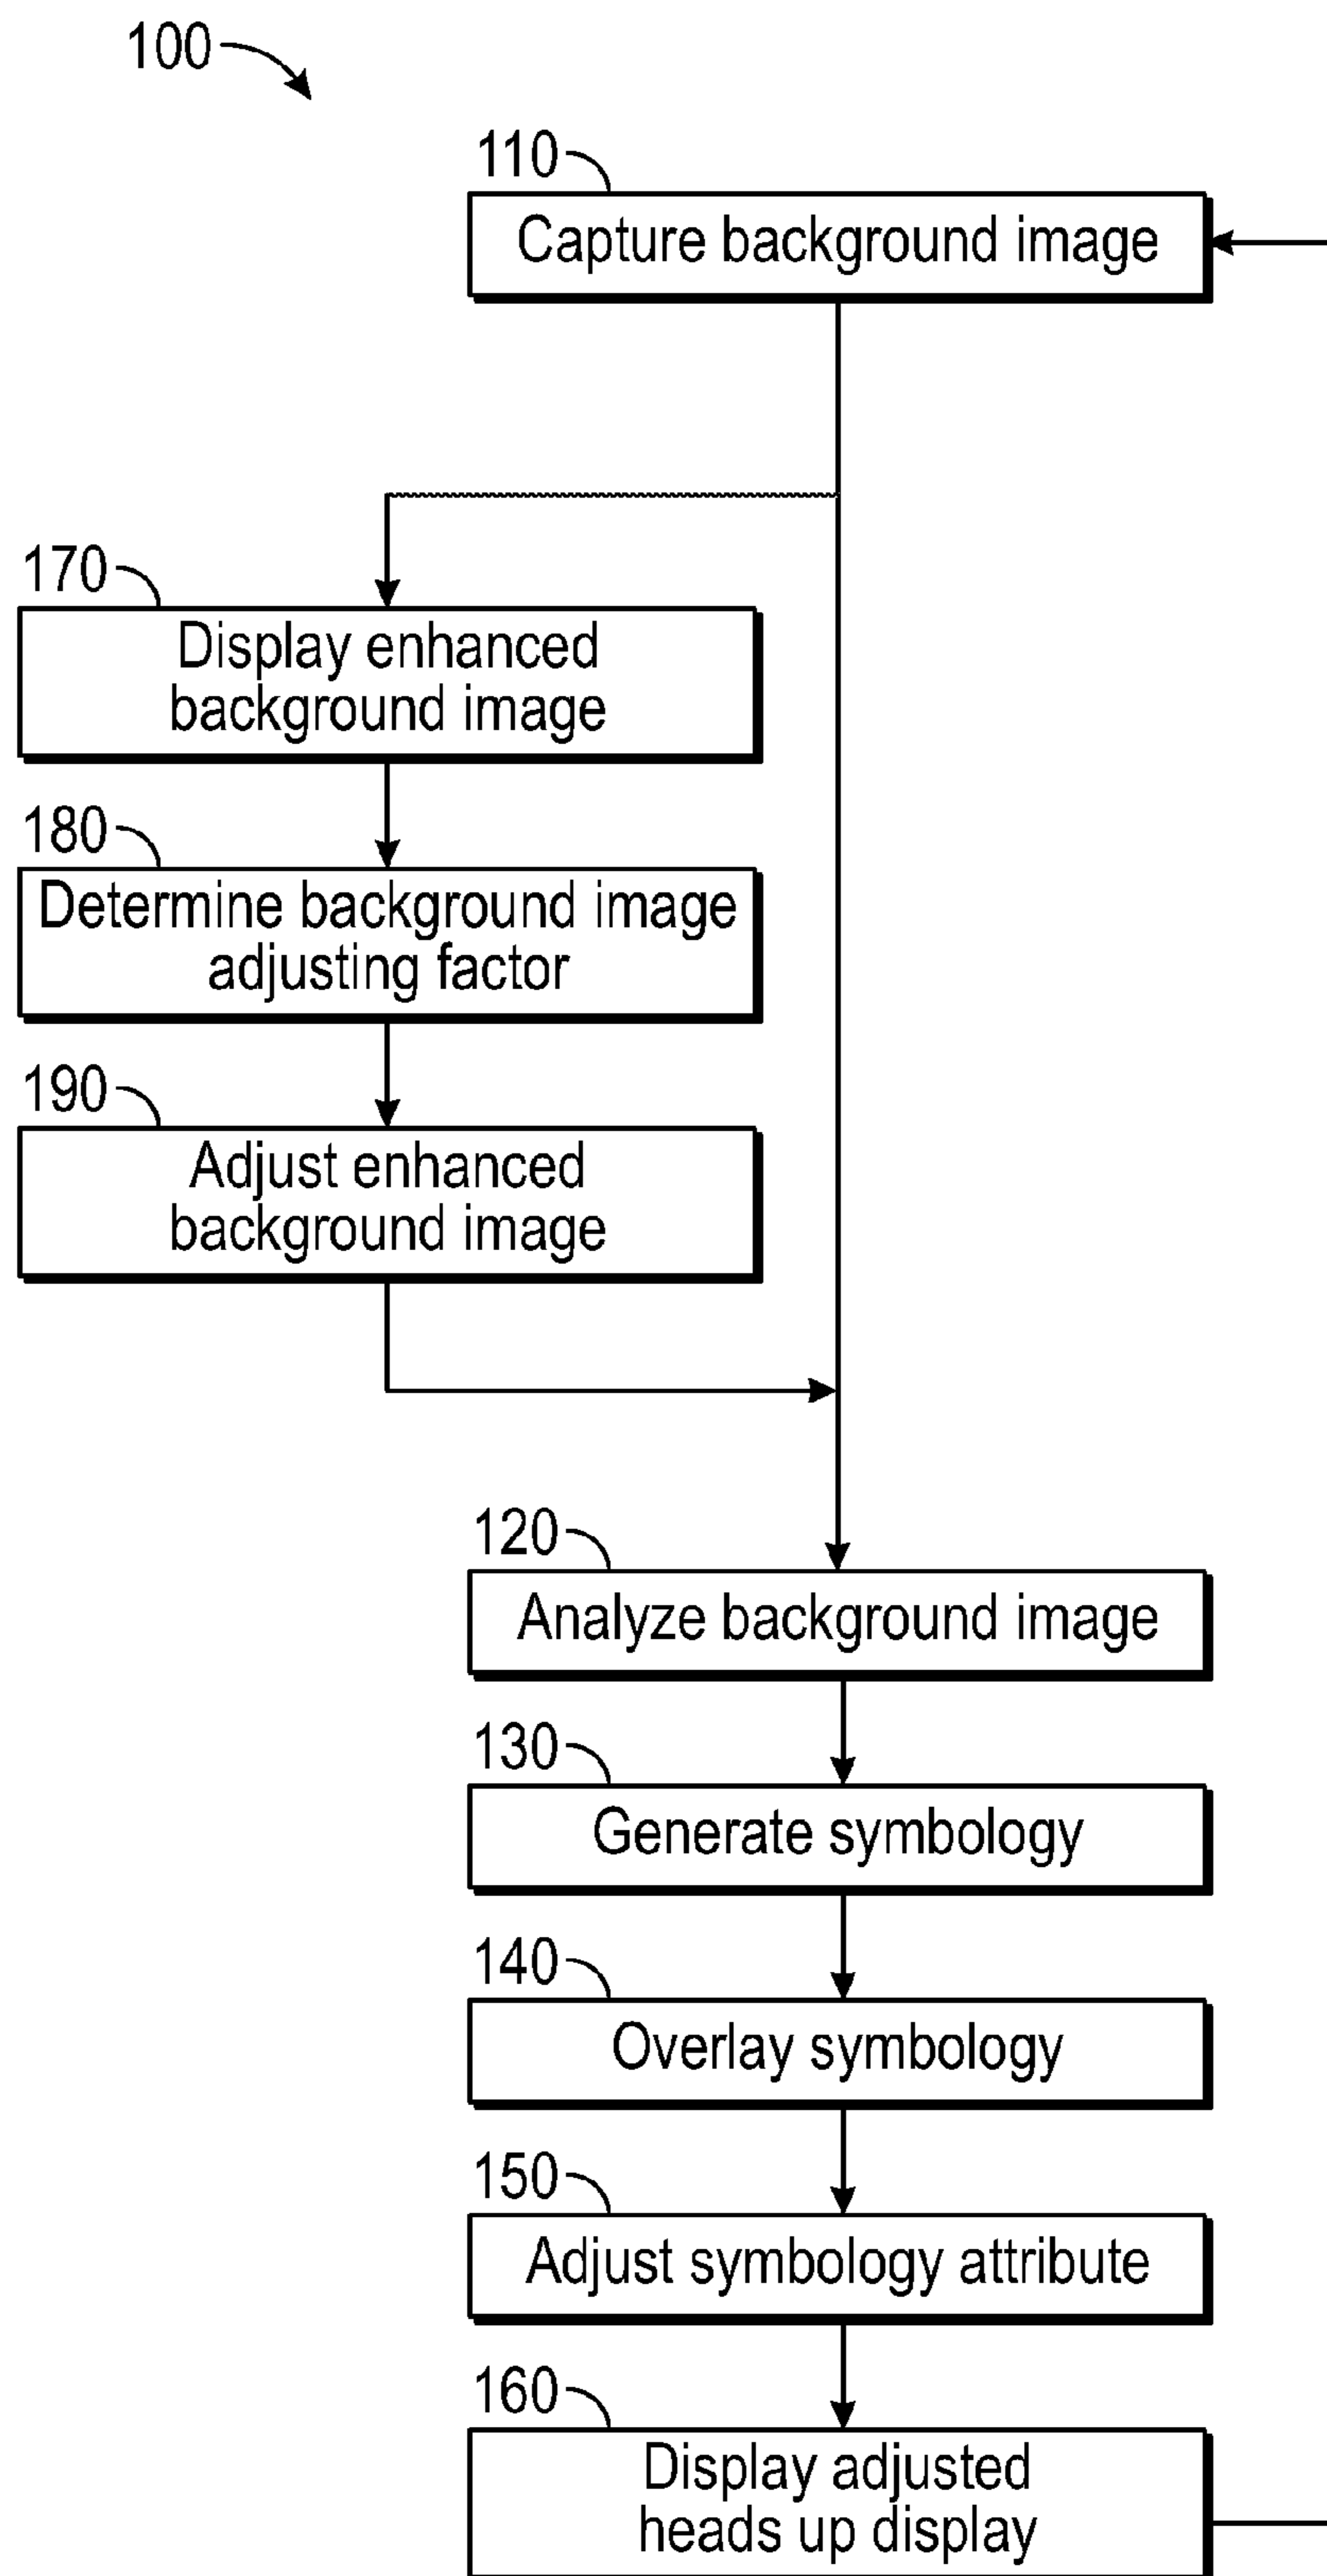 100
110
Capture background image
170
Display enhanced
background image
180
Determine background image
adjusting factor
190
Adjust enhanced
background image
120
Analyze background image
130
Generate symbology
140
Overlay symbology
150
Adjust symbology attribute
160
Display adjusted
heads up display